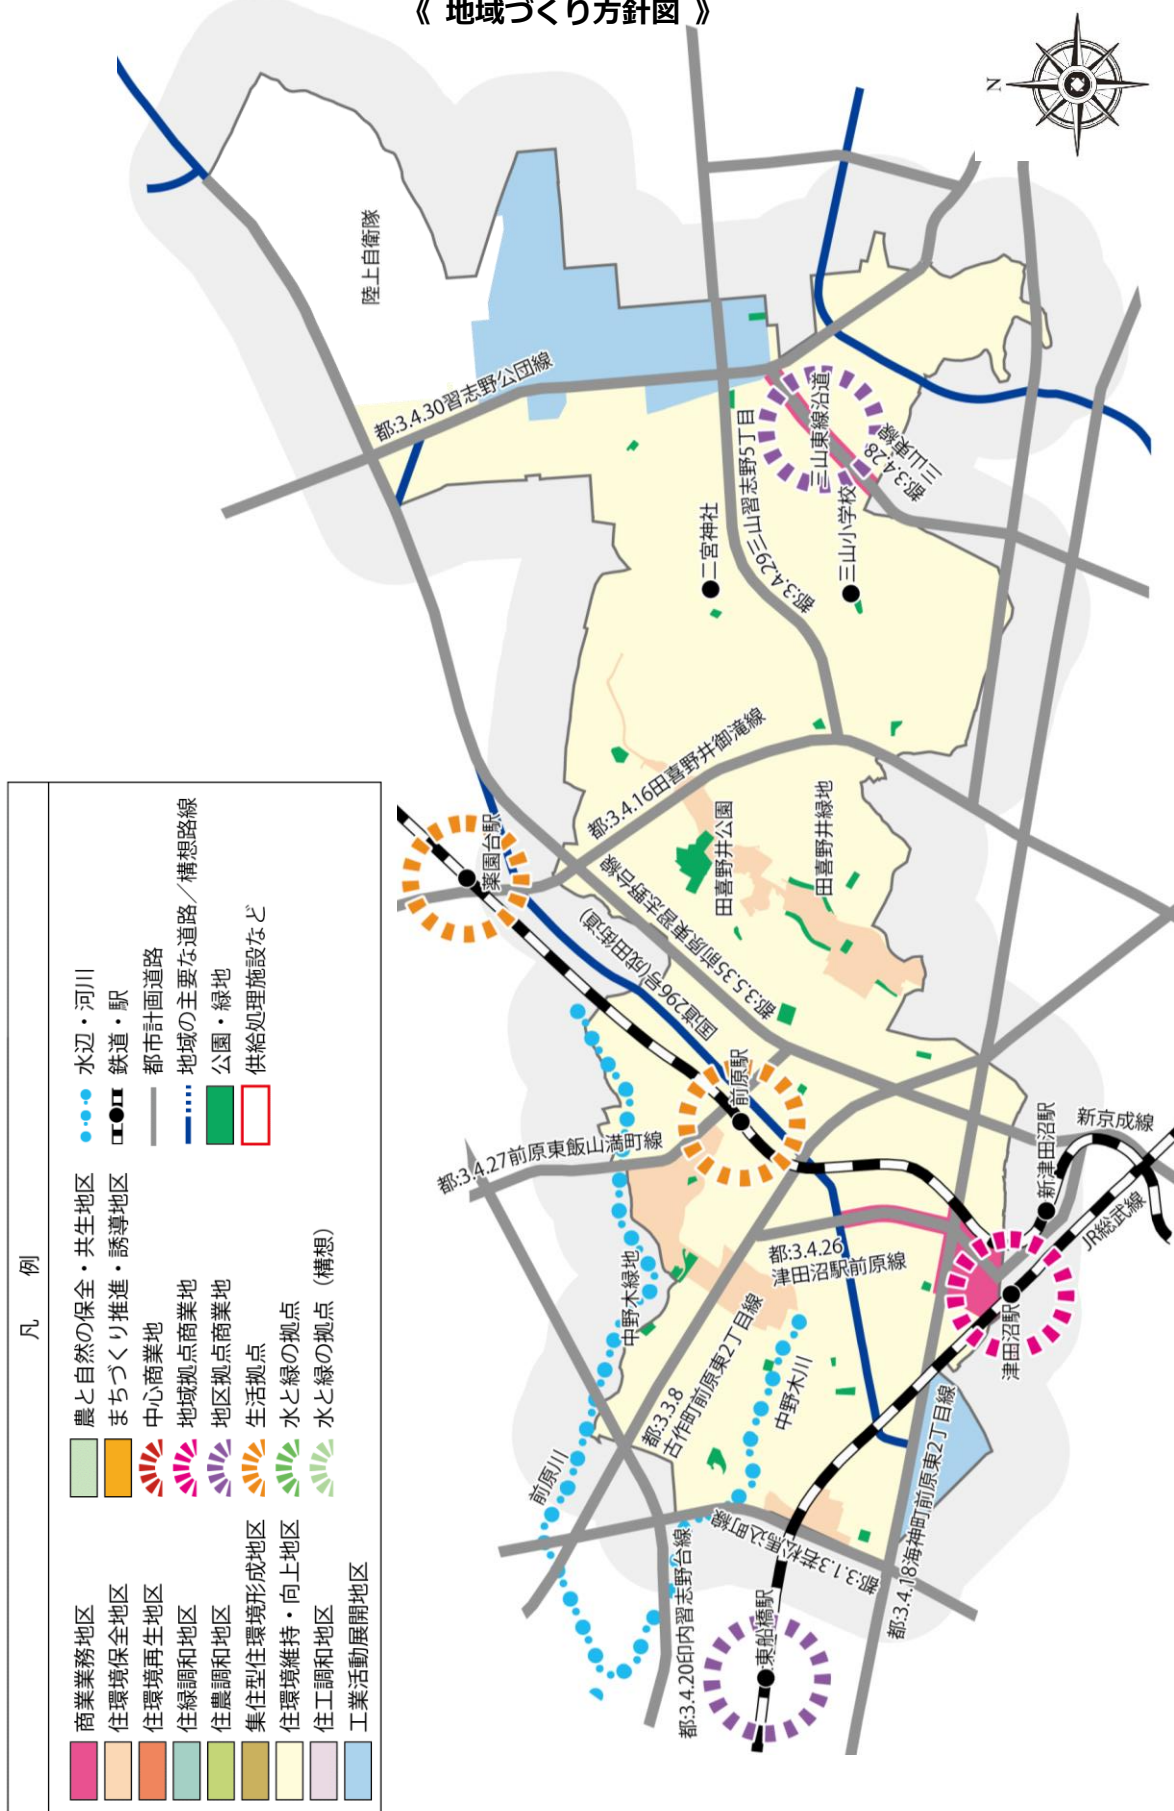 《 地域づくり方針図 》
N
陸上自衛隊
都:3.4.30習志野公団線
三山東線沿道
都:3.4.28
三山東線
都:3.4.29三山習志野5丁目
二宮神社
三山小学校
都:3.4.16田喜野井御滝線
薬園台駅
田喜野井公園
田喜野井緑地
都:3.5.35前原東習志野台線
国道296号(成田街道)
前原駅
都:3.4.27前原東飯山満町線
新津田沼駅
新京成線
JR総武線
都:3.4.26
津田沼駅前原線
中野木緑地
津田沼駅
都:3.3.8
古作町前原東2丁目線
中野木川
前原川
都:3.4.18海神町前原東2丁目線
都:3.1.3若松馬込町線
都:3.4.20印内習志野台線
東船橋駅
凡 例
商業業務地区
住環境保全地区
住環境再生地区
住緑調和地区
住農調和地区
集住型住環境形成地区
住環境維持・向上地区
住工調和地区
工業活動展開地区
農と自然の保全・共生地区
まちづくり推進・誘導地区
中心商業地
地域拠点商業地
地区拠点商業地
生活拠点
水と緑の拠点
水と緑の拠点（構想）
水辺・河川
鉄道・駅
都市計画道路
地域の主要な道路／構想路線
公園・緑地
供給処理施設など